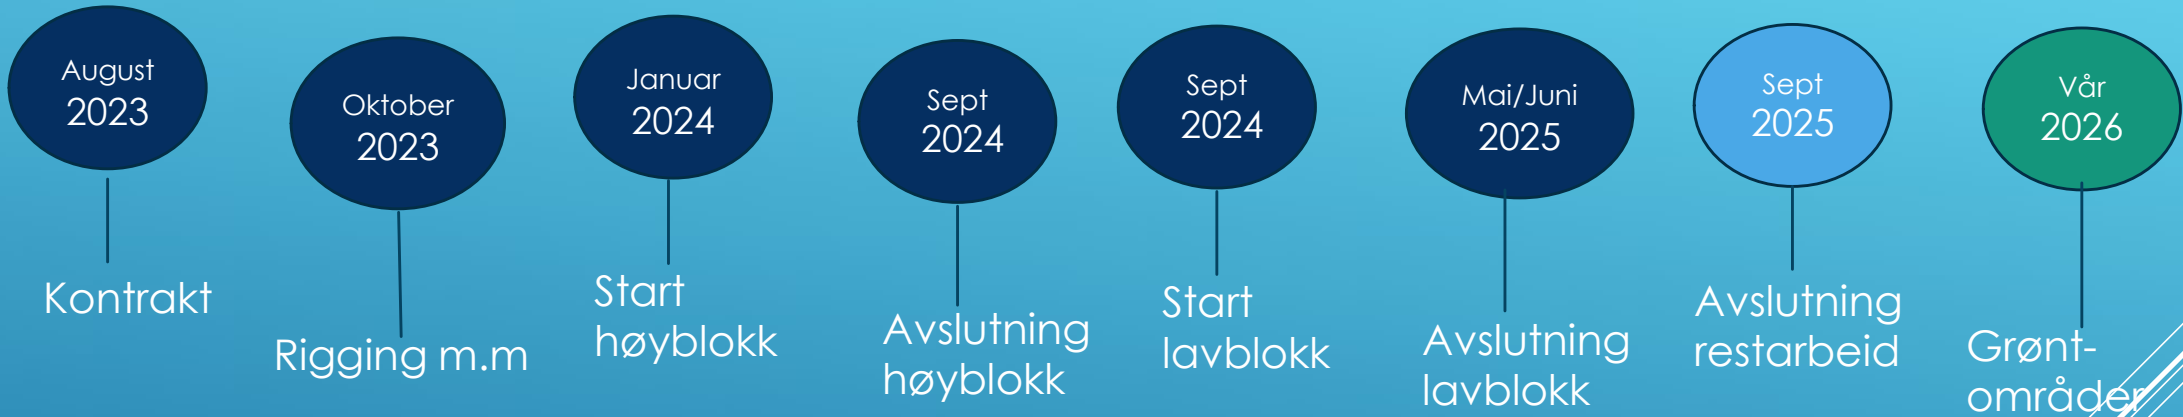 August
2023
Kontrakt
Oktober
2023
Rigging m.m
Januar
2024
Start
høyblokk
Sept
2024
Avslutning
høyblokk
Sept
2024
Start
lavblokk
Mai/Juni
2025
Avslutning
lavblokk
Sept
2025
Avslutning
restarbeid
Vår
2026
Grønt-
områder